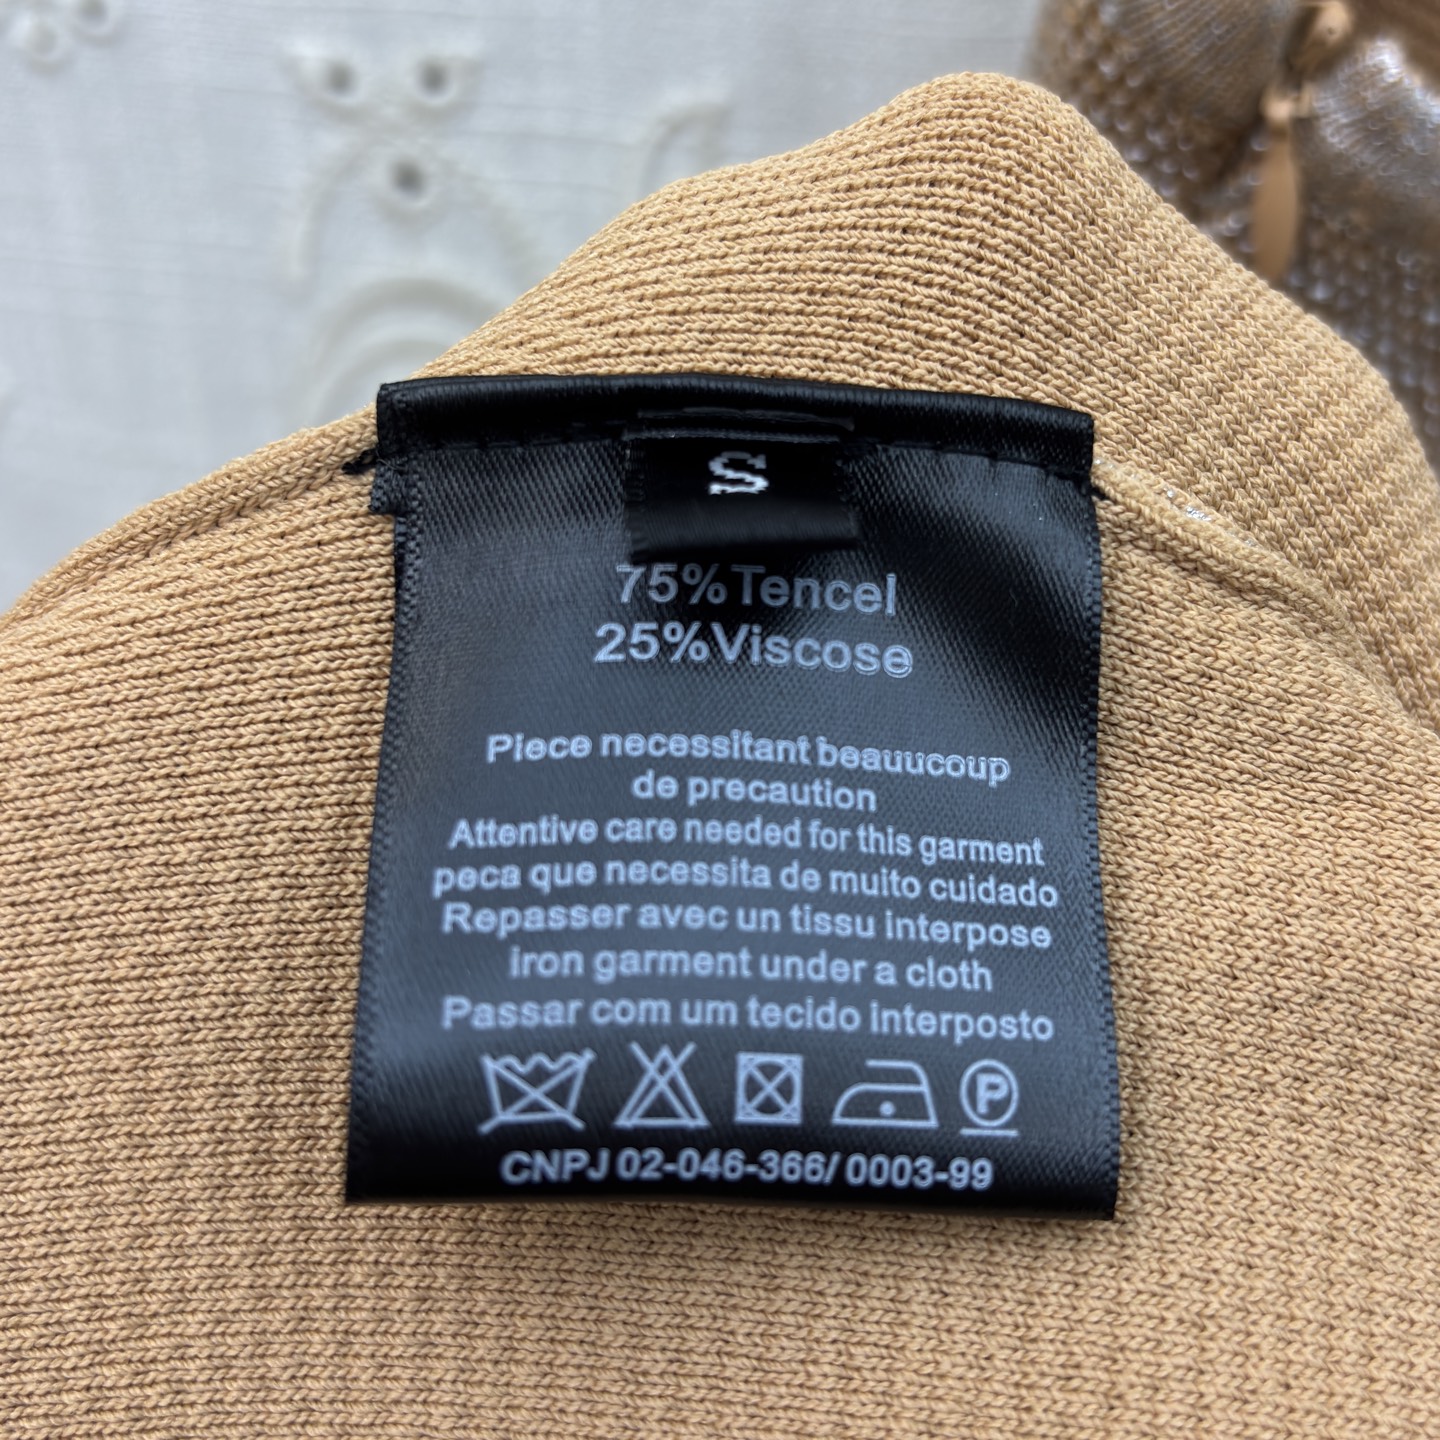 S
75%Tencel
25%Viscose
Piece necessitant beauucoup
de precaution
Attentive care needed for this garment
peca que necessita de muito cuidado
Repasser avec un tissu interpose
iron garment under a cloth
Passar com um tecido interposto
P
CNPJ 02-046-366/0003-99